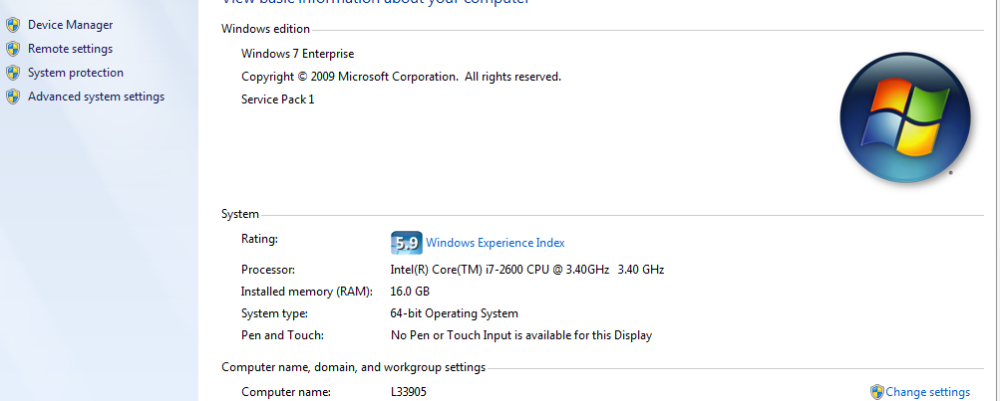 View basic information about your computer
Device Manager
Remote settings
System protection
Advanced system settings
Windows edition
Windows 7 Enterprise
Copyright © 2009 Microsoft Corporation.  All rights reserved.
Service Pack 1
System
Rating: 5.9 Windows Experience Index
Processor: Intel(R) Core(TM) i7-2600 CPU @ 3.40GHz   3.40 GHz
Installed memory (RAM): 16.0 GB
System type: 64-bit Operating System
Pen and Touch: No Pen or Touch Input is available for this Display
Computer name, domain, and workgroup settings
Computer name: L33905 Change settings